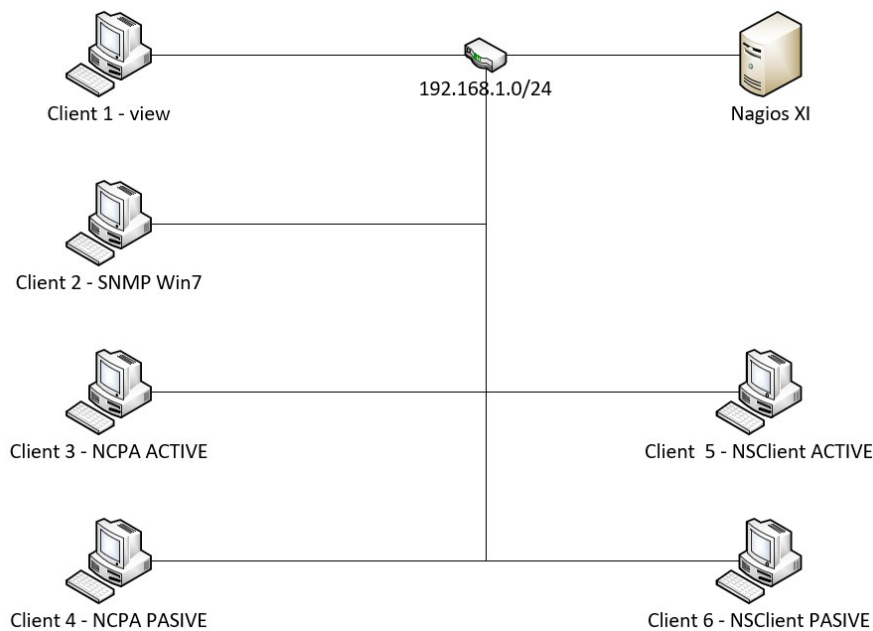 192.168.1.0/24
Client 1 - view
Nagios XI
Client 2 - SNMP Win7
Client 3 - NCPA ACTIVE
Client  5 - NSClient ACTIVE
Client 4 - NCPA PASIVE
Client 6 - NSClient PASIVE